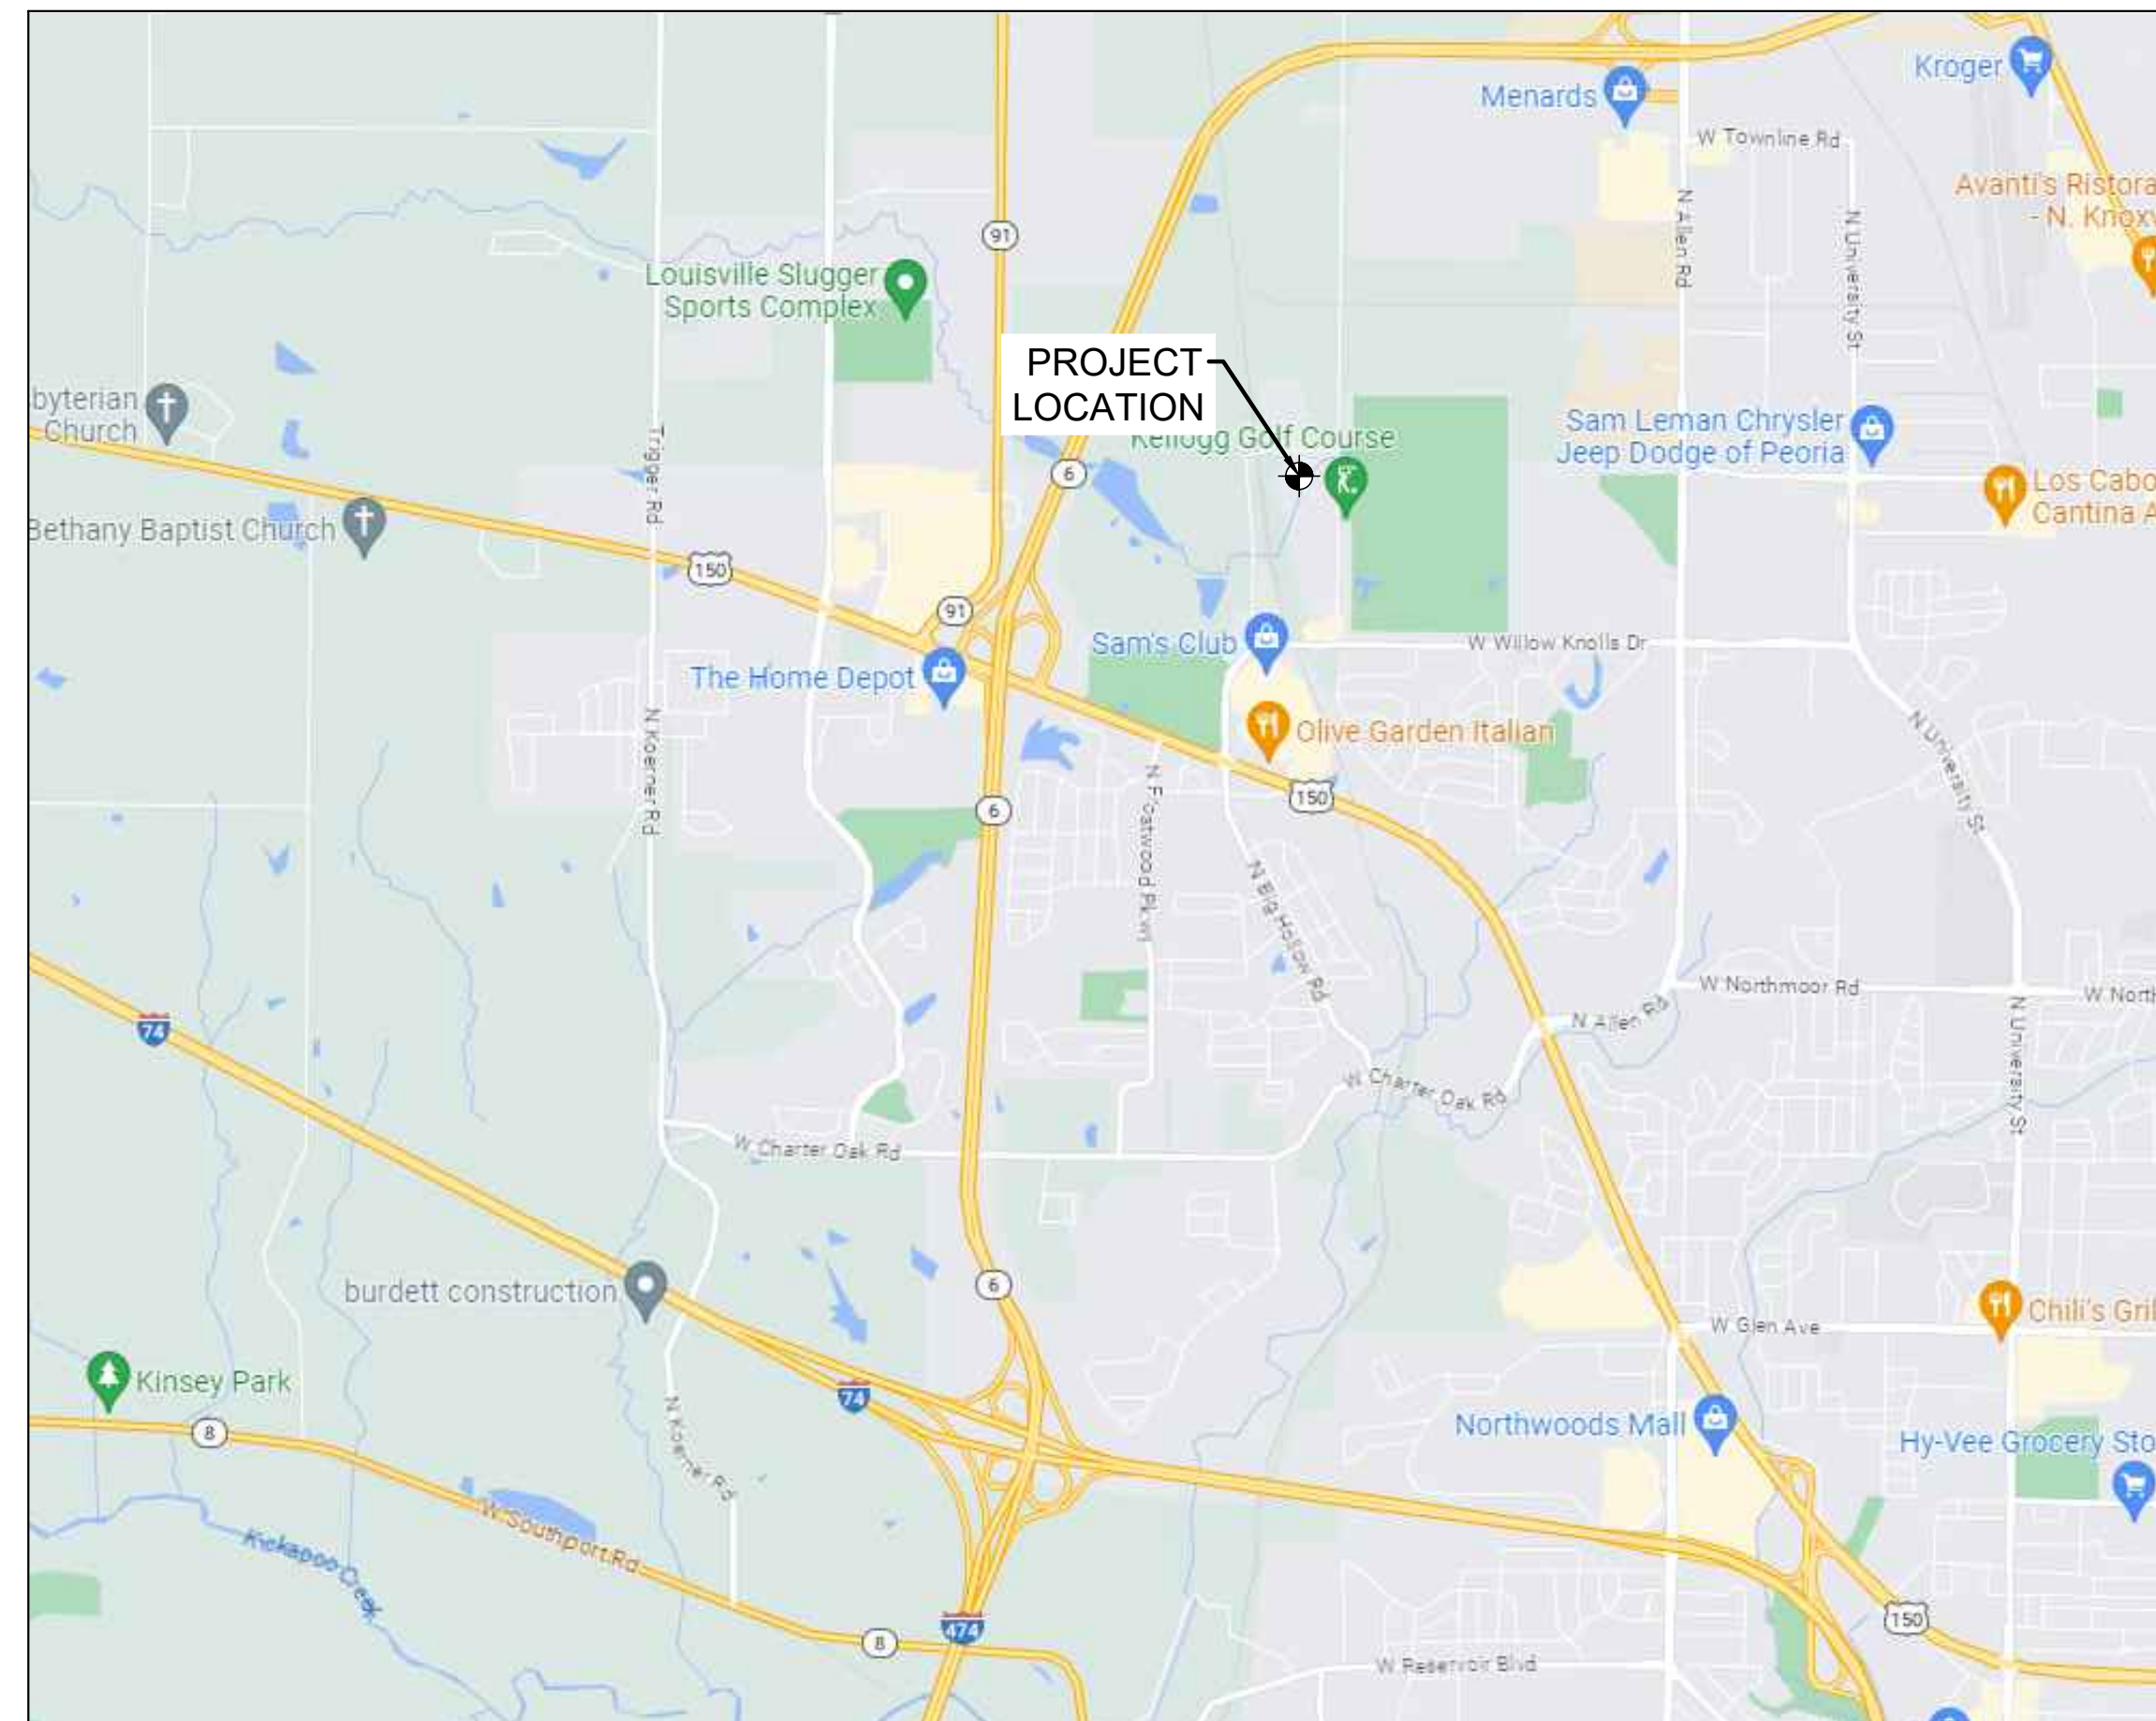 Menards
Kroger
W Townline Rd
Avanti's Ristora
- N. Knoxv
N Allen Rd
N University St
91
Louisville Slugger
Sports Complex
PROJECT
LOCATION
byterian
Church
Kellogg Golf Course
Sam Leman Chrysler
Jeep Dodge of Peoria
6
Trigger Rd
Los Cabo
Cantina A
Bethany Baptist Church
150
91
Sam's Club
W Willow Knolls Dr
The Home Depot
Olive Garden Italian
N Koerner Rd
N University St
150
6
N Frostwood Pkwy
N Big Hollow Rd
W Northmoor Rd
W North
74
N Allen Rd
N University St
W Charter Oak Rd
W Charter Oak Rd
burdett construction
6
Chili's Gril
W Glen Ave
Kinsey Park
74
8
Northwoods Mall
Hy-Vee Grocery Sto
N Koerner Rd
W Southport Rd
Kickapoo Creek
474
150
8
W Reservoir Blvd